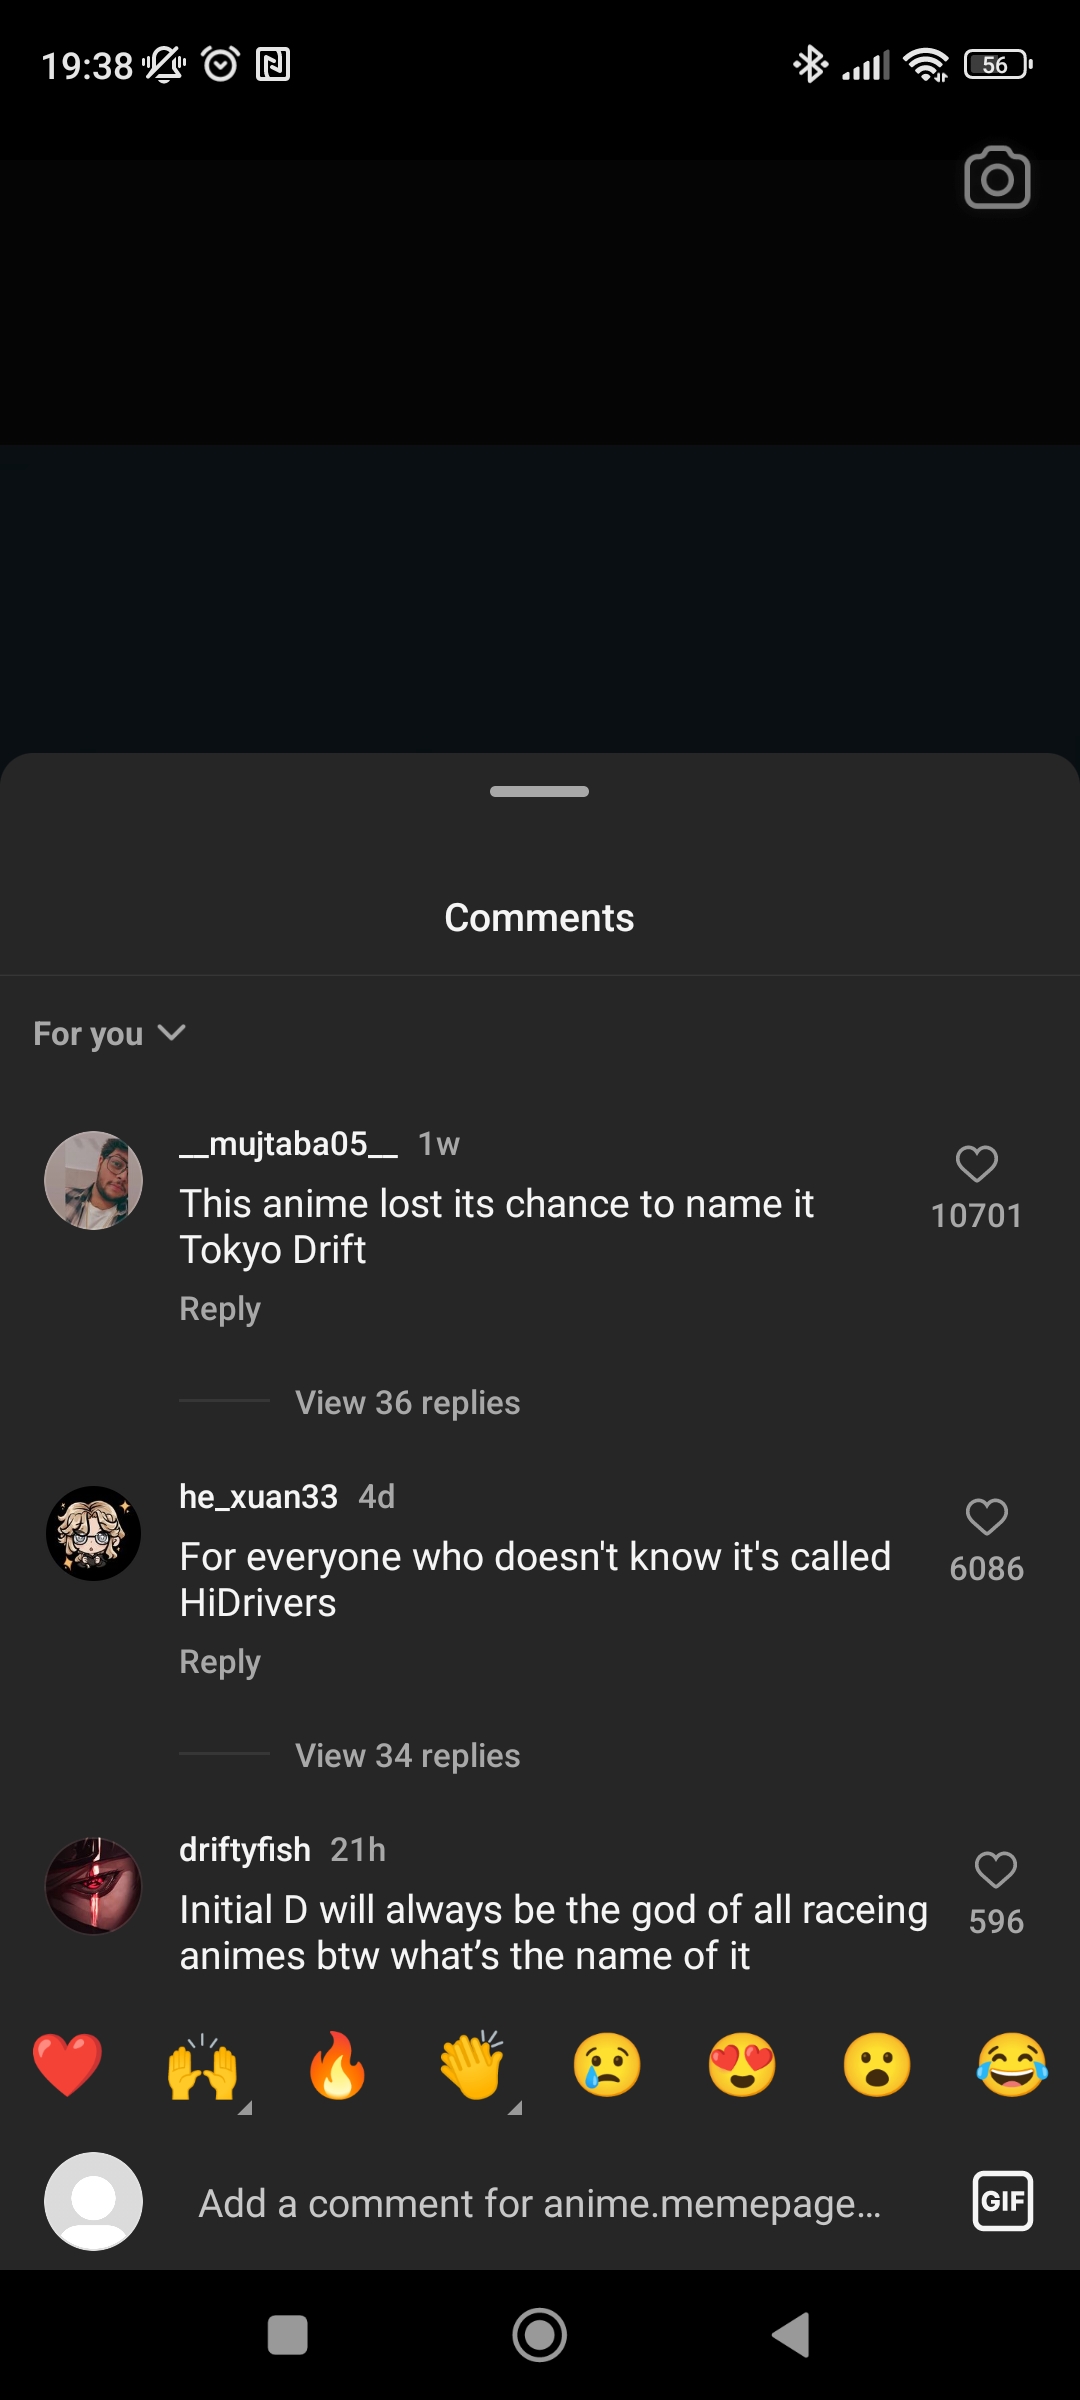 19:38
56
Comments
For you
__mujtaba05__ 1w
This anime lost its chance to name it
Tokyo Drift
10701
Reply
View 36 replies
he_xuan33 4d
For everyone who doesn't know it's called
HiDrivers
6086
Reply
View 34 replies
driftyfish 21h
Initial D will always be the god of all raceing
animes btw what’s the name of it
596
Add a comment for anime.memepage...
GIF